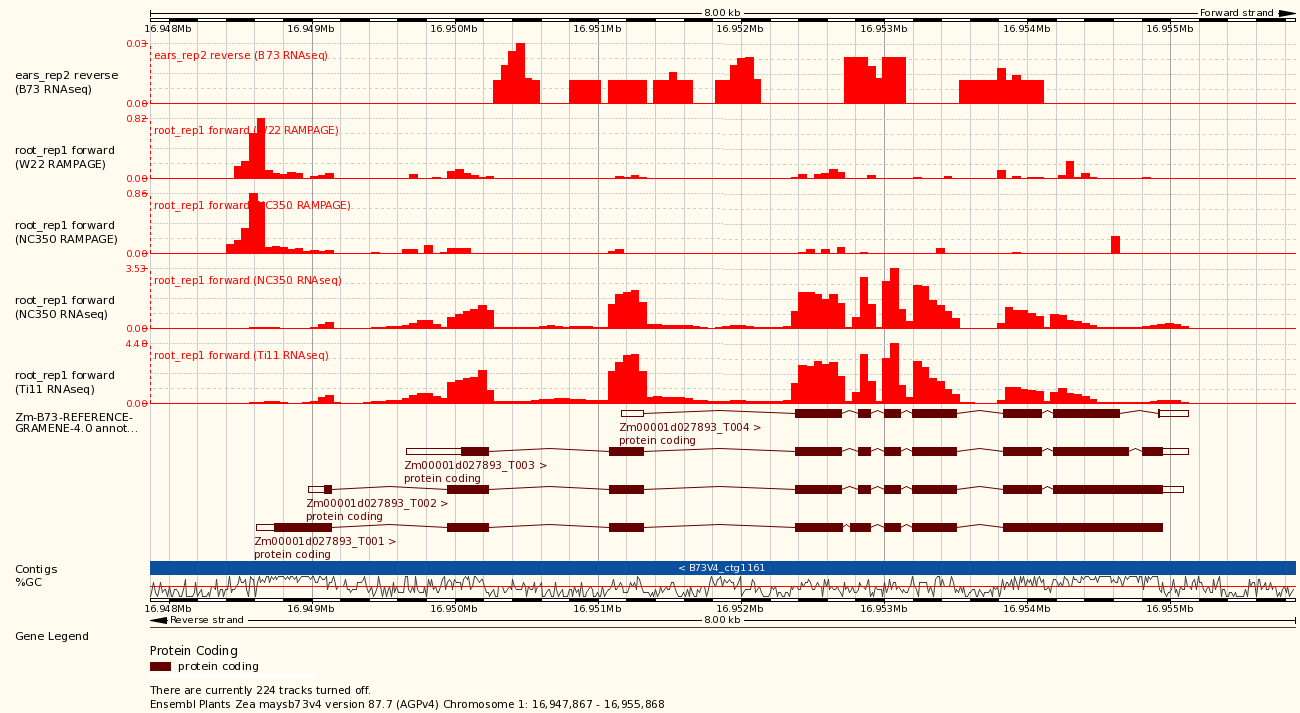 8.00 kb Forward strand
16.948Mb 16.949Mb 16.950Mb 16.951Mb 16.952Mb 16.953Mb 16.954Mb 16.955Mb
0.03
ears_rep2 reverse (B73 RNAseq)
ears_rep2 reverse
(B73 RNAseq)
0.00
0.82
root_rep1 forward (W22 RAMPAGE)
root_rep1 forward
(W22 RAMPAGE)
0.00
0.86
root_rep1 forward (NC350 RAMPAGE)
root_rep1 forward
(NC350 RAMPAGE)
0.00
3.53
root_rep1 forward (NC350 RNAseq)
root_rep1 forward
(NC350 RNAseq)
0.00
4.40
root_rep1 forward (Ti11 RNAseq)
root_rep1 forward
(Ti11 RNAseq)
0.00
Zm-B73-REFERENCE-
GRAMENE-4.0 annot...
Zm00001d027893_T004 >
protein coding
Zm00001d027893_T003 >
protein coding
Zm00001d027893_T002 >
protein coding
Zm00001d027893_T001 >
protein coding
Contigs
< B73V4_ctg1161
%GC
16.948Mb 16.949Mb 16.950Mb 16.951Mb 16.952Mb 16.953Mb 16.954Mb 16.955Mb
Reverse strand 8.00 kb
Gene Legend
Protein Coding
protein coding
There are currently 224 tracks turned off.
Ensembl Plants Zea maysb73v4 version 87.7 (AGPv4) Chromosome 1: 16,947,867 - 16,955,868